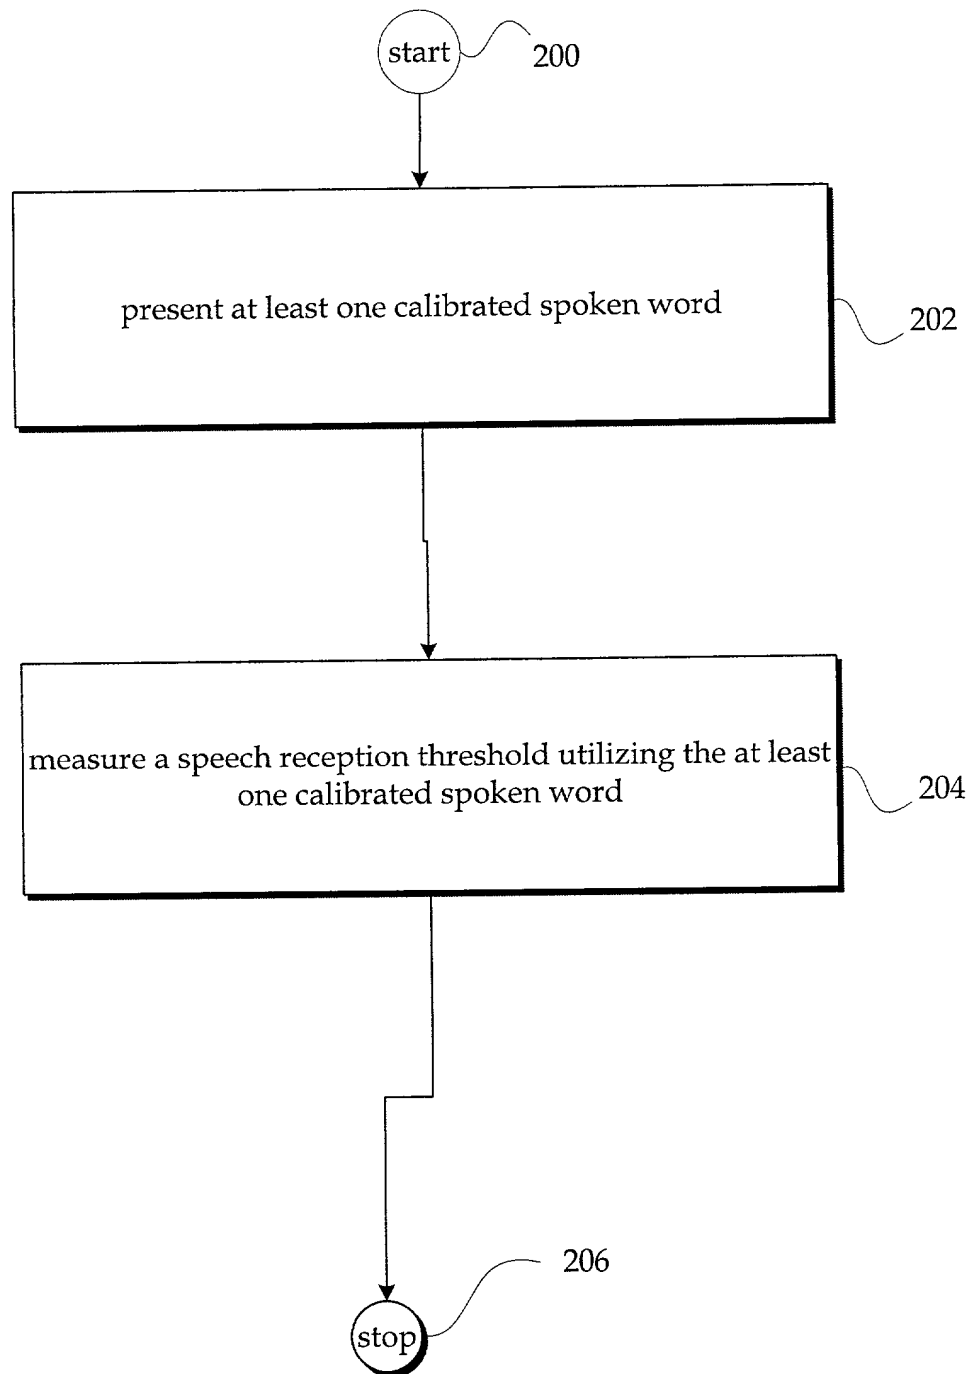 start
200
present at least one calibrated spoken word
202
measure a speech reception threshold utilizing the at least
one calibrated spoken word
204
206
stop